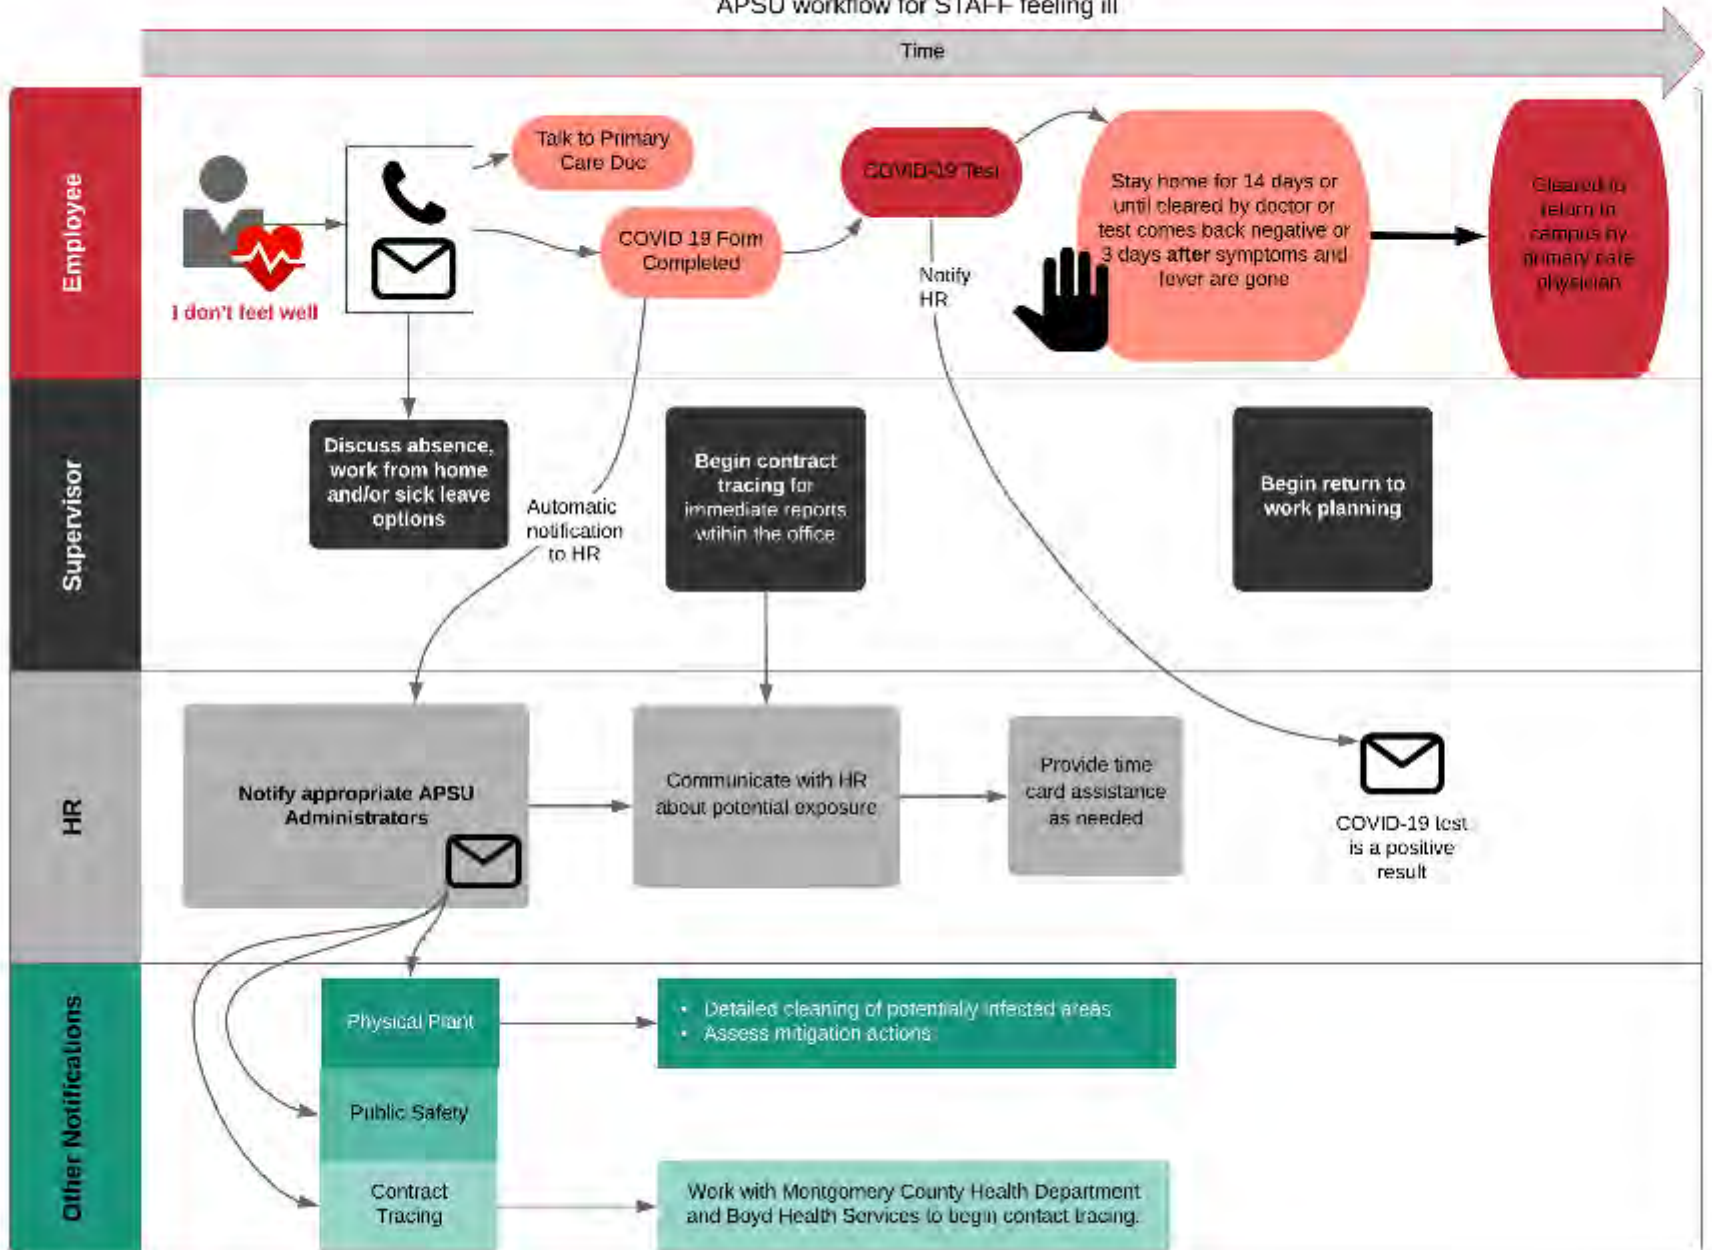 APSU workflow for STAFF feeling ill
Time
Employee
I don't feel well
Talk to Primary
Care Doc
COVID 19 Form
Completed
COVID-19 Test
Notify
HR
Stay home for 14 days or
until cleared by doctor or
test comes back negative or
3 days after symptoms and
fever are gone
Cleared to
return to
campus by
primary care
physician
Supervisor
Discuss absence,
work from home
and/or sick leave
options
Automatic
notification
to HR
Begin contract
tracing for
immediate reports
wtihin the office
Begin return to
work planning
HR
Notify appropriate APSU
Administrators
Communicate with HR
about potential exposure
Provide time
card assistance
as needed
COVID-19 test
is a positive
result
Other Notifications
Physical Plant
• Detailed cleaning of potentially infected areas
• Assess mitigation actions
Public Safety
Contract
Tracing
Work with Montgomery County Health Department
and Boyd Health Services to begin contact tracing.